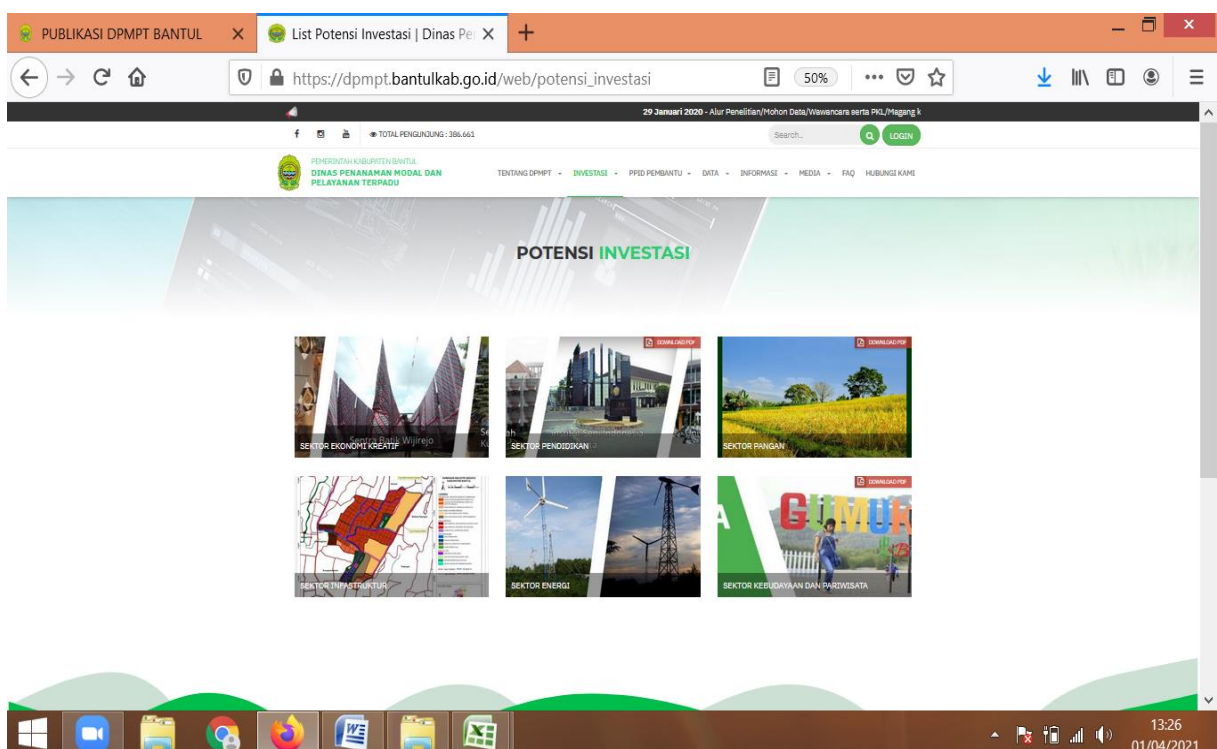 PUBLIKASI DPMPT BANTUL
List Potensi Investasi | Dinas Per
https://dpmpt.bantulkab.go.id/web/potensi_investasi
50%
29 Januari 2020 - Alur Penelitian/Mohon Data/Wawancara serta PKL/Magang k
TOTAL PENGUNJUNG : 386.661
Search..
LOGIN
PEMERINTAH KABUPATEN BANTUL
DINAS PENANAMAN MODAL DAN
PELAYANAN TERPADU
TENTANG DPMPT INVESTASI PPID PEMBANTU DATA INFORMASI MEDIA FAQ HUBUNGI KAMI
POTENSI INVESTASI
DOWNLOAD PDF
DOWNLOAD PDF
Sentra Batik Wijirejo
SEKTOR EKONOMI KREATIF
SEKTOR PENDIDIKAN
SEKTOR PANGAN
DOWNLOAD PDF
GUMUK
SEKTOR INFASTRUKTUR
SEKTOR ENERGI
SEKTOR KEBUDAYAAN DAN PARIWISATA
13:26
01/04/2021